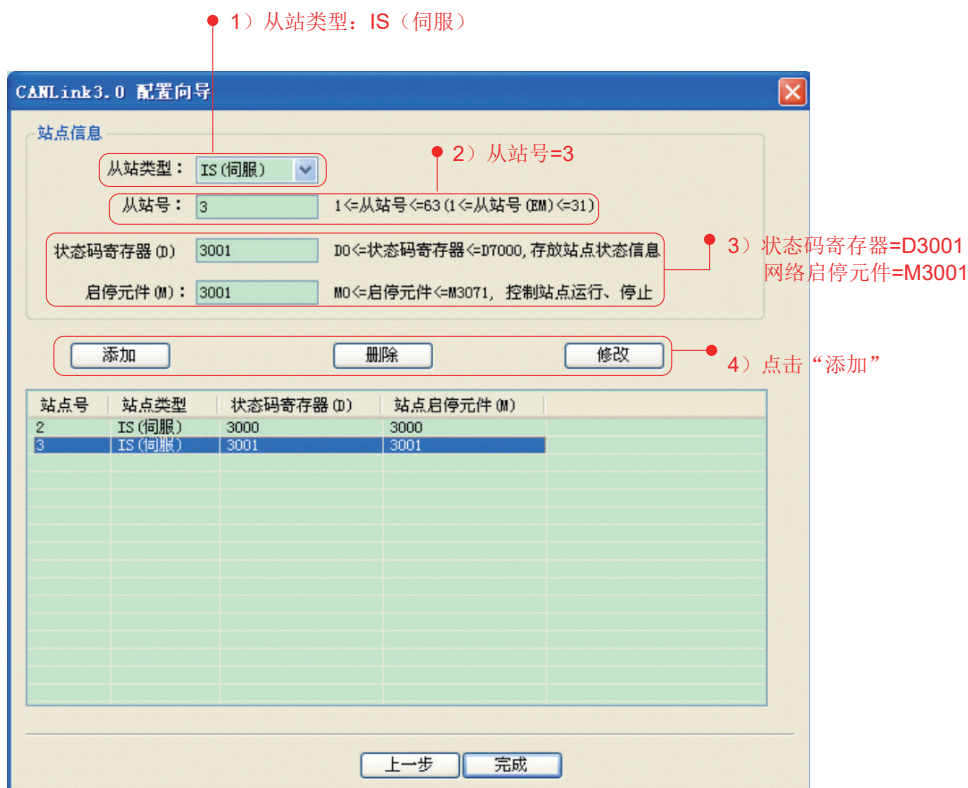 1）从站类型：IS（伺服）
CANLink3.0 配置向导
站点信息
从站类型： IS(伺服)
2）从站号=3
从站号： 3 1<=从站号<=63(1<=从站号(EM)<=31)
状态码寄存器(D) 3001 D0<=状态码寄存器<=D7000,存放站点状态信息
3）状态码寄存器=D3001
网络启停元件=M3001
启停元件(M)： 3001 M0<=启停元件<=M3071, 控制站点运行、停止
添加 删除 修改
4）点击“添加”
站点号 站点类型 状态码寄存器(D) 站点启停元件(M)
2 IS(伺服) 3000 3000
3 IS(伺服) 3001 3001
上一步 完成